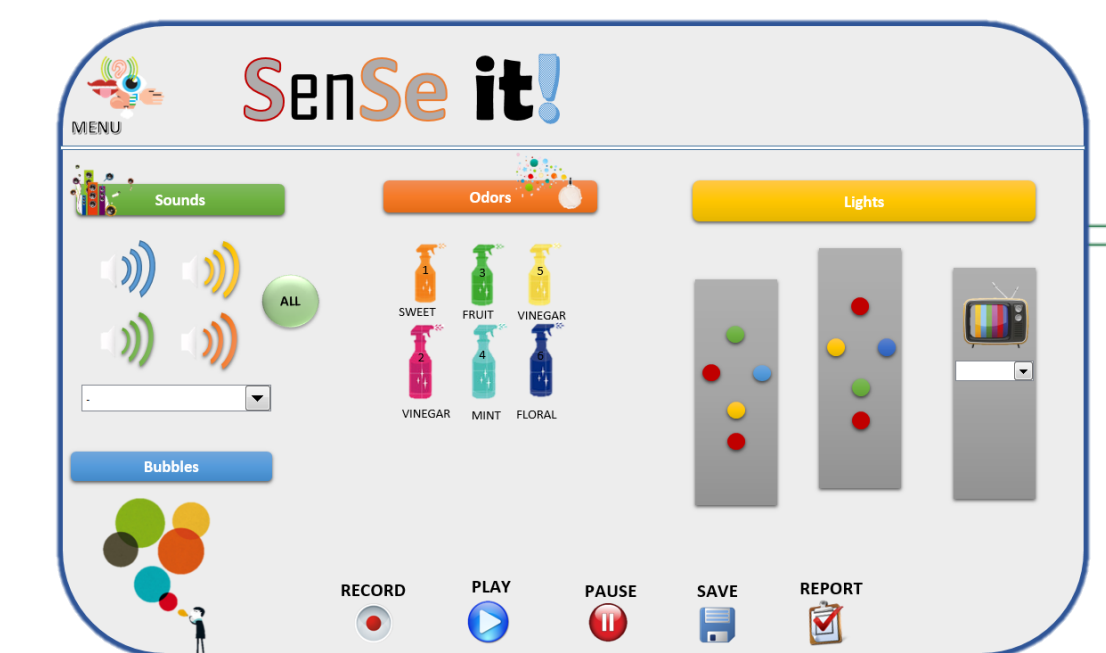 SenSe it!
MENU
Sounds
Odors
Lights
ALL
1
3
5
SWEET
FRUIT
VINEGAR
2
4
6
VINEGAR
MINT
FLORAL
-
Bubbles
RECORD
PLAY
PAUSE
SAVE
REPORT